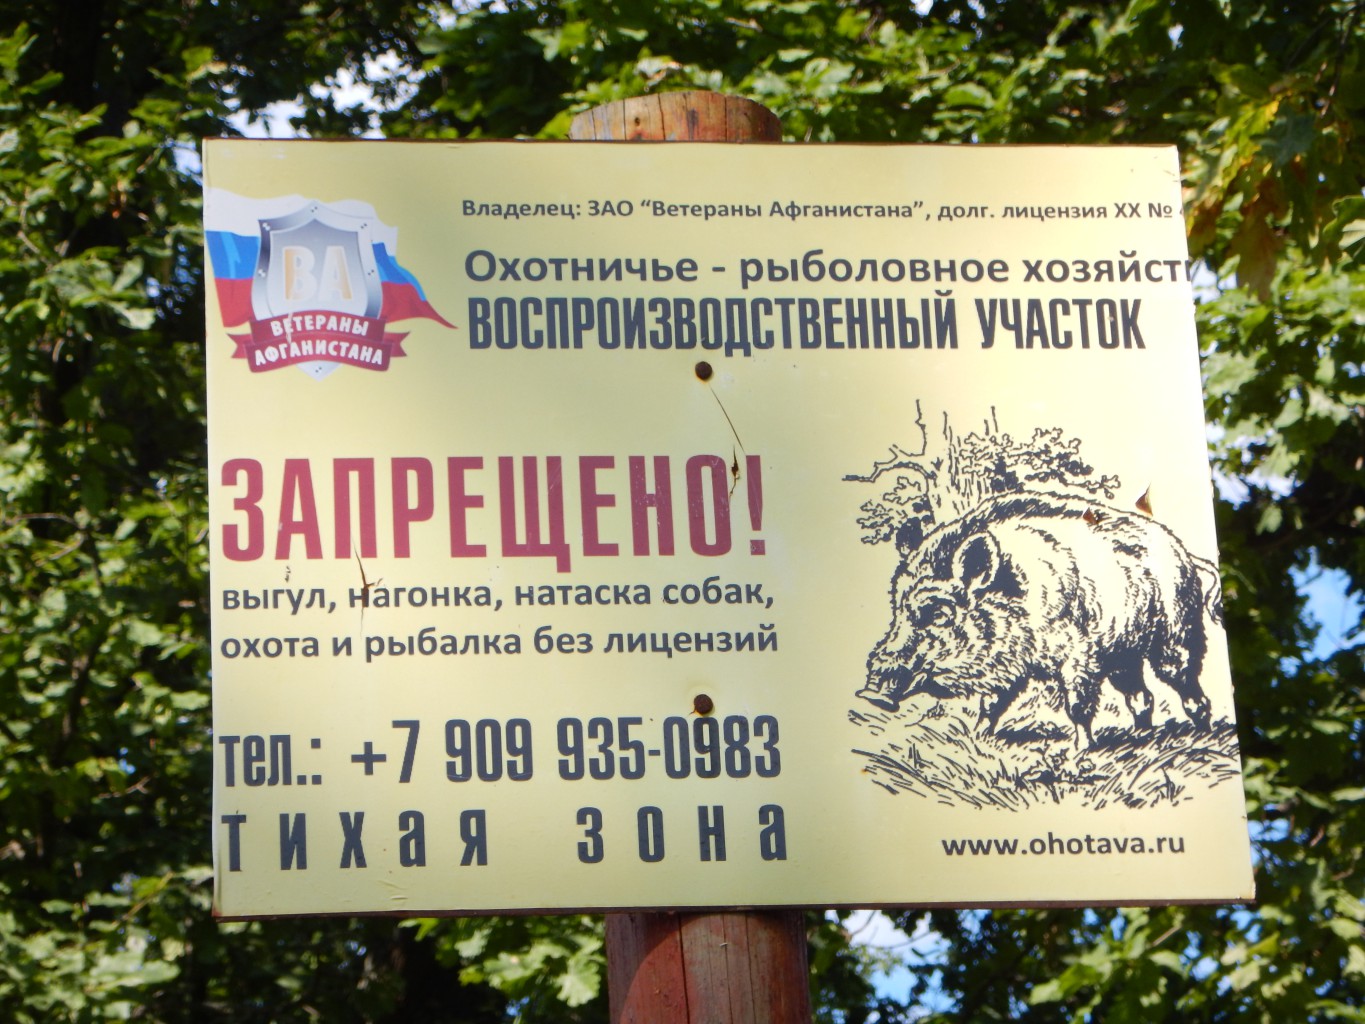 Владелец: ЗАО "Ветераны Афганистана", долг. лицензия ХХ №
Охотничье - рыболовное хозяйст
ВОСПРОИЗВОДСТВЕННЫЙ УЧАСТОК
ВА
ВЕТЕРАНЫ
АФГАНИСТАНА
ЗАПРЕЩЕНО!
выгул, нагонка, натаска собак,
охота и рыбалка без лицензий
тел.: +7 909 935-0983
тихая зона
www.ohotava.ru